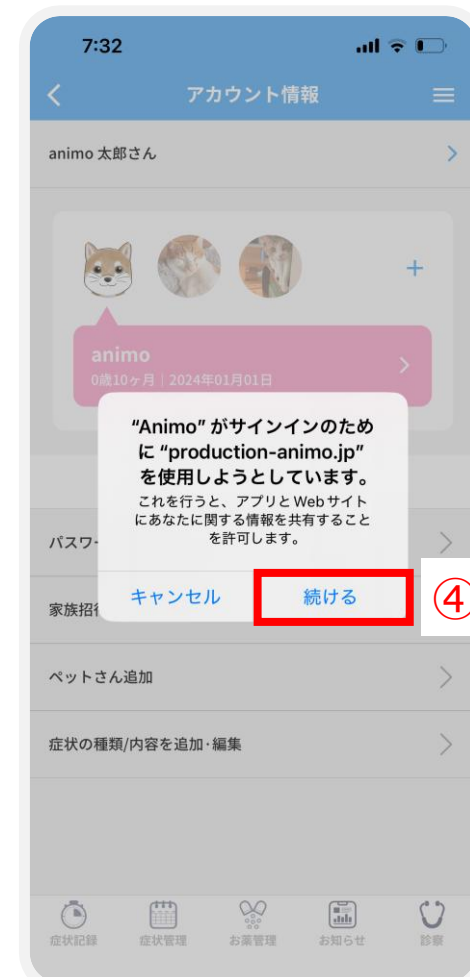 7:32
アカウント情報
animo 太郎さん
animo
0歳10ヶ月｜2024年01月01日
“Animo” がサインインのため
に “production-animo.jp”
を使用しようとしています。
これを行うと、アプリとWebサイト
にあなたに関する情報を共有すること
を許可します。
キャンセル
続ける
④
パスワー
家族招
ペットさん追加
症状の種類/内容を追加·編集
症状記録
症状管理
お薬管理
お知らせ
診察